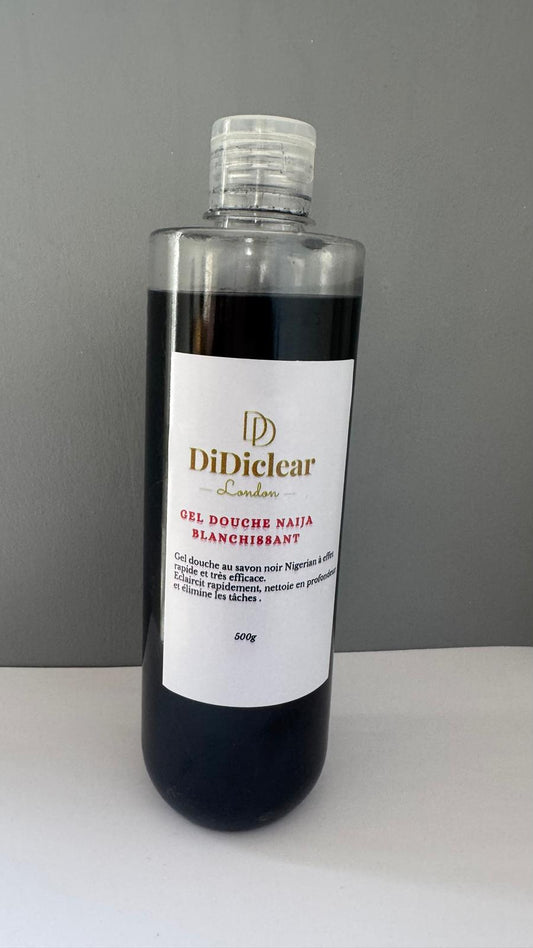 DD
DiDiclear
London
GEL DOUCHE NAIJA
BLANCHISSANT
Gel douche au savon noir Nigerian à effet
rapide et très efficace.
Eclaircit rapidement, nettoie en profondeur
et élimine les tâches .
500g